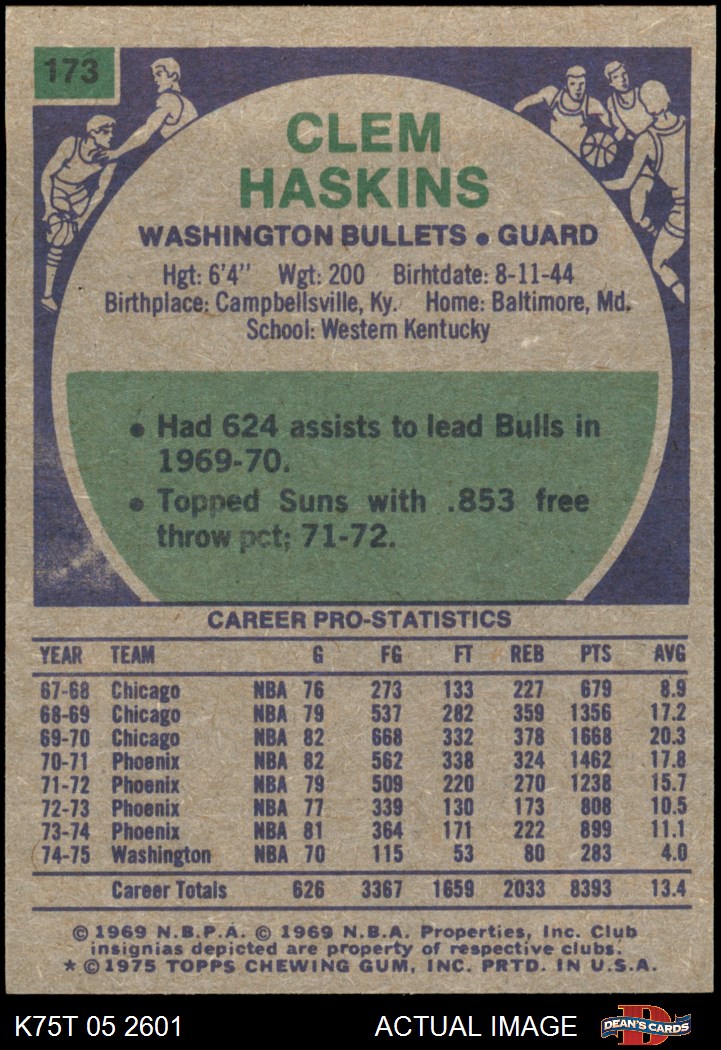 173
CLEM
HASKINS
WASHINGTON BULLETS • GUARD
Hgt: 6'4" Wgt: 200 Birhtdate: 8-11-44
Birthplace: Campbellsville, Ky. Home: Baltimore, Md.
School: Western Kentucky
• Had 624 assists to lead Bulls in
1969-70.
• Topped Suns with .853 free
throw pct; 71-72.
CAREER PRO-STATISTICS
YEAR TEAM G FG FT REB PTS AVG
67-68 Chicago NBA 76 273 133 227 679 8.9
68-69 Chicago NBA 79 537 282 359 1356 17.2
69-70 Chicago NBA 82 668 332 378 1668 20.3
70-71 Phoenix NBA 82 562 338 324 1462 17.8
71-72 Phoenix NBA 79 509 220 270 1238 15.7
72-73 Phoenix NBA 77 339 130 173 808 10.5
73-74 Phoenix NBA 81 364 171 222 899 11.1
74-75 Washington NBA 70 115 53 80 283 4.0
Career Totals 626 3367 1659 2033 8393 13.4
© 1969 N.B.P.A. © 1969 N.B.A. Properties, Inc. Club
insignias depicted are property of respective clubs.
* © 1975 TOPPS CHEWING GUM, INC. PRTD. IN U.S.A.
K75T 05 2601 ACTUAL IMAGE D DEAN'S CARDS